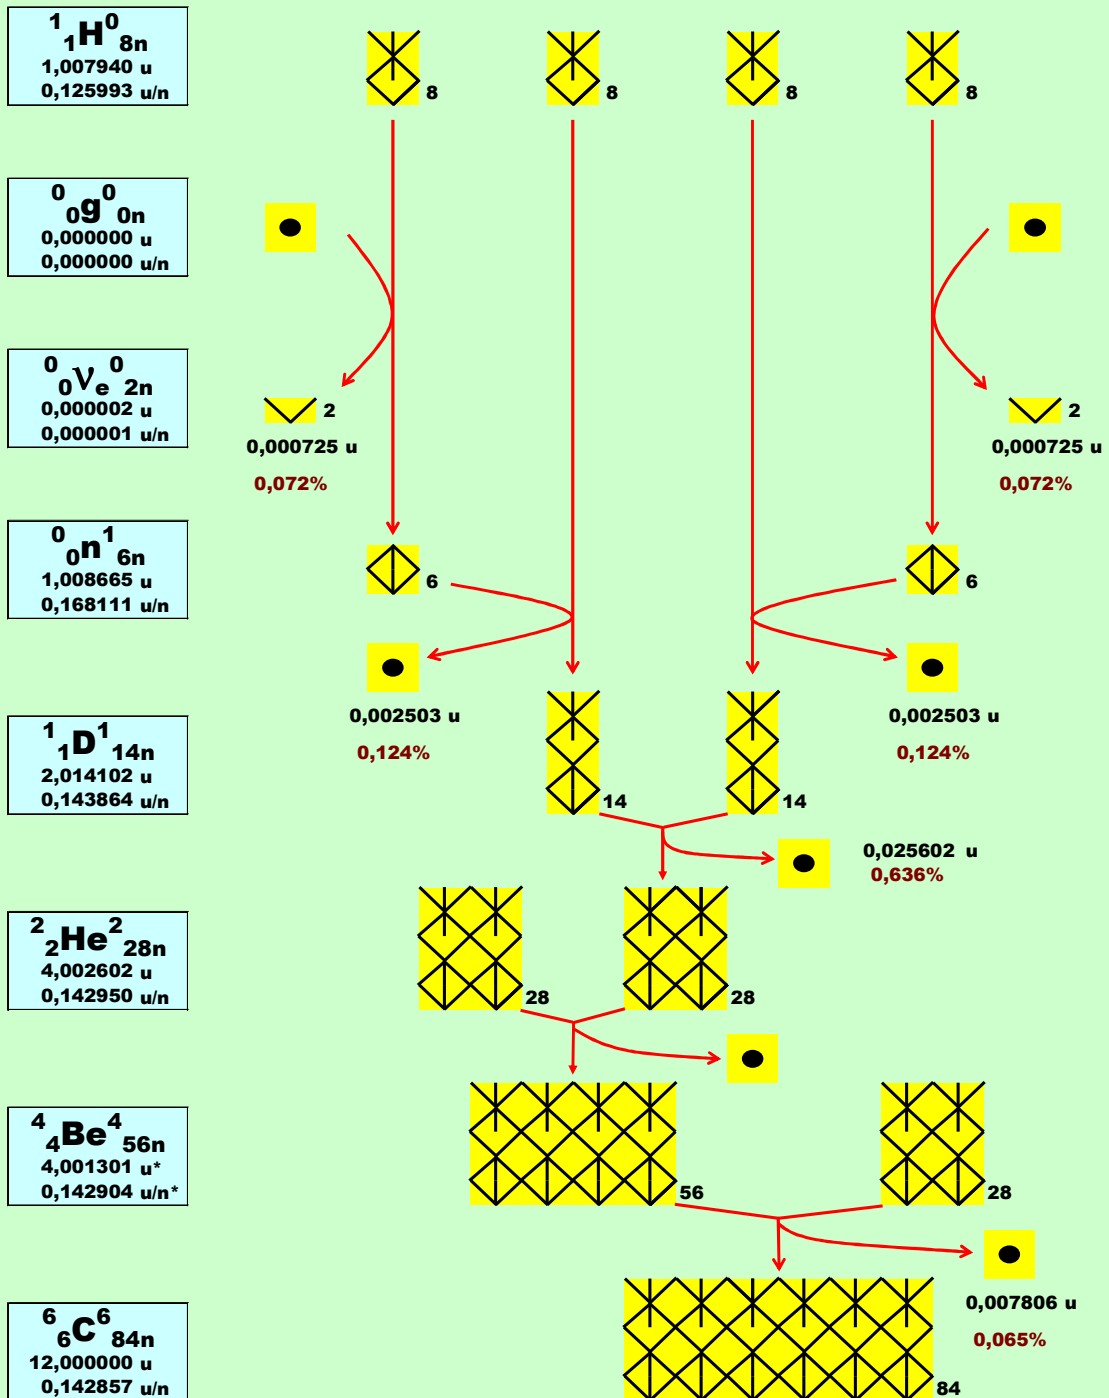 1 1H0 8n
1,007940 u
0,125993 u/n
8 8 8 8
0 0g0 0n
0,000000 u
0,000000 u/n
0 0νe0 2n
0,000002 u
0,000001 u/n
2 2
0,000725 u 0,000725 u
0,072% 0,072%
0 0n1 6n
1,008665 u
0,168111 u/n
6 6
0,002503 u 0,002503 u
0,124% 0,124%
1 1D1 14n
2,014102 u
0,143864 u/n
14 14
0,025602 u
0,636%
2 2He2 28n
4,002602 u
0,142950 u/n
28 28
4 4Be4 56n
4,001301 u*
0,142904 u/n*
56 28
0,007806 u
0,065%
6 6C6 84n
12,000000 u
0,142857 u/n
84